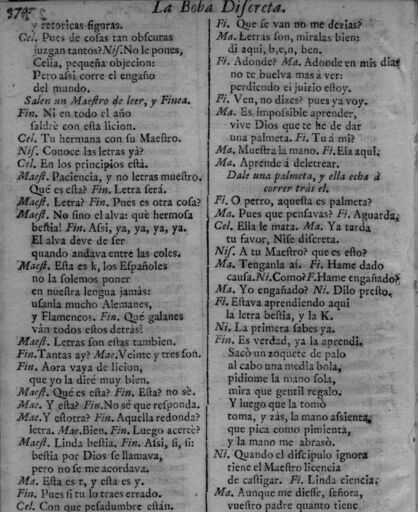 374
La Boba Discreta.
y retoricas figuras.
Cel. Pues de cosas tan obscuras
juzgan tantos? Nis. No le pones,
Celia, pequeña objecion:
Pero assi corre el engaño
del mundo.
Salen un Maestro de leer, y Finea.
Fin. Ni en todo el año
saldrè con esta licion.
Cel. Tu hermana con su Maestro.
Nis. Conoce las letras yà?
Cel. En los principios està.
Maest. Paciencia, y no letras muestro.
Què es esta? Fin. Letra serà.
Maest. Letra? Fin. Pues es otra cosa?
Maest. No sino el alva: què hermosa
bestia! Fin. Assi, ya, ya, ya.
El alva deve de ser
quando andava entre las coles.
Maest. Esta es k, los Españoles
no la solemos poner
en nuestra lengua jamàs:
usanla mucho Alemanes,
y Flamencos. Fin. Què galanes
vàn todos estos detràs!
Maest. Letras son estas tambien.
Fin. Tantas ay? Mae. Veinte y tres son.
Fin. Aora vaya de licion,
que yo la dirè muy bien.
Maest. Què es esta? Fin. Esta? no sè.
Mae. Y esta? Fin. No sè que responda.
Mae. Y estotra? Fin. Aquella redonda?
letra. Mae. Bien. Fin. Luego acertè?
Maest. Linda bestia. Fin. Assi, si, si:
bestia por Dios se llamava,
pero no se me acordava.
Ma. Esta es r, y esta es y.
Fin. Pues si tu lo traes errado.
Cel. Con que pesadumbre estàn.
Fi. Que se van no me dezias?
Ma. Letras son, miralas bien:
di aqui, b, e, n, ben.
Fi. Adonde? Ma. Adonde en mis dias
no te buelva mas à ver:
perdiendo el juizio estoy.
Fi. Ven, no dizes? pues ya voy.
Ma. Es impossible aprender,
vive Dios que te he de dar
una palmeta. Fi. Tu à mi?
Ma. Muestra la mano. Fi. Ela aqui.
Ma. Aprende à deletrear.
Dale una palmeta, y ella echa à
correr tràs el.
Fi. O perro, aquesta es palmeta?
Ma. Pues que pensavas? Fi. Aguarda.
Cel. Ella le mata. Ma. Ya tarda
tu favor, Nise discreta.
Nis. A tu Maestro? que es esto?
Ma. Tenganla aì. Fi. Hame dado
causa. Ni. Como? F. Hame engañado?
Ma. Yo engañado? Ni. Dilo presto.
Fi. Estava aprendiendo aqui
la letra bestia, y la K.
Ni. La primera sabes ya.
Fin. Es verdad, ya la aprendi.
Sacò un zoquete de palo
al cabo una media bola,
pidiome la mano sola,
mira que gentil regalo.
Y luego que la tomò
toma, y zàs, la mano assienta,
que pica como pimienta,
y la mano me abrasò.
Ni. Quando el discipulo ignora
tiene el Maestro licencia
de castigar. Fi. Linda ciencia.
Ma. Aunque me diesse, señora,
vuestro padre quanto tiene